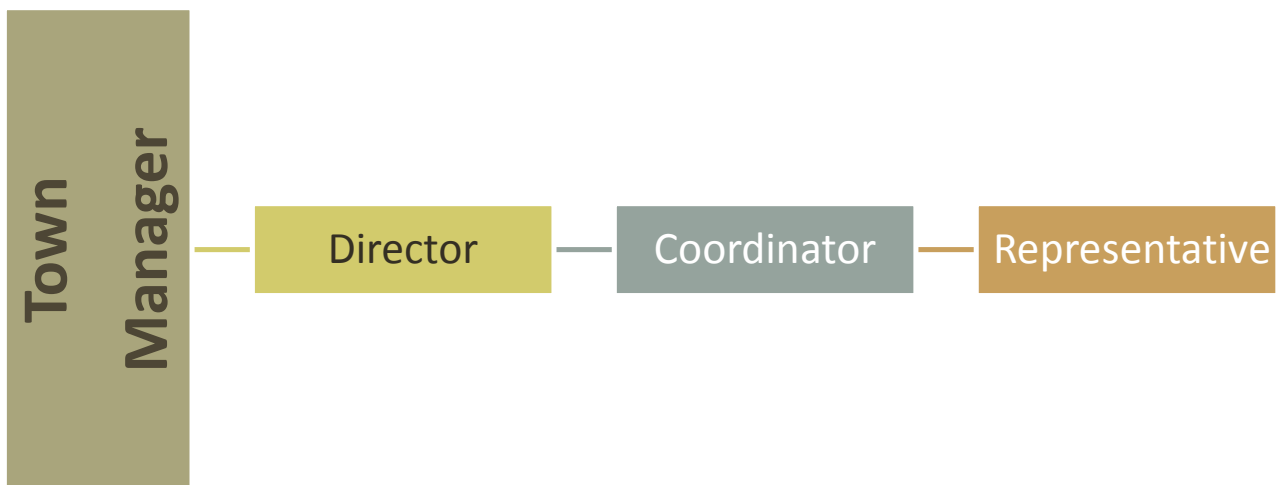 Town
Manager
Director
Coordinator
Representative